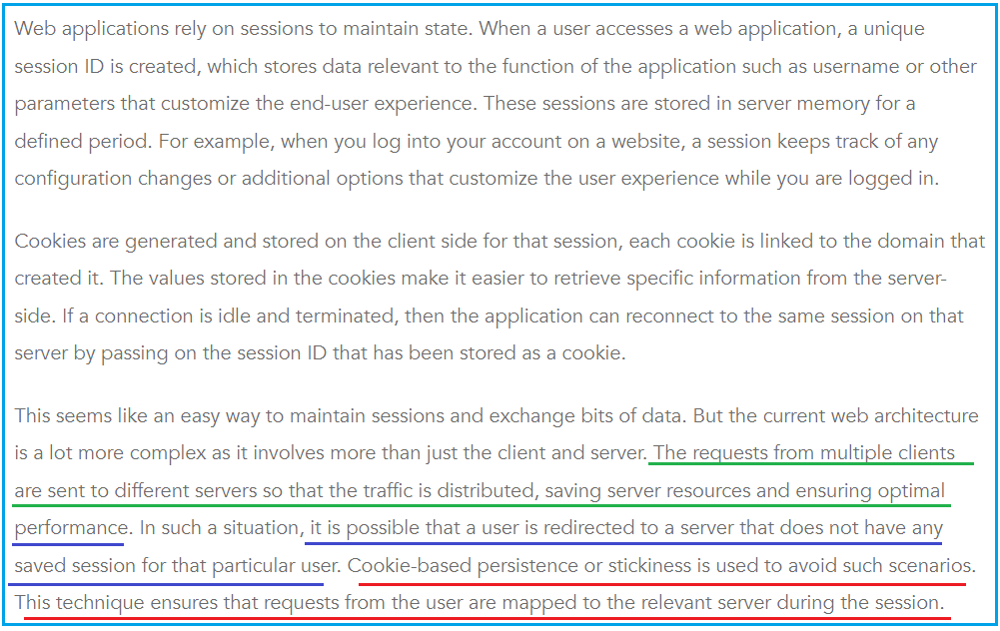 Web applications rely on sessions to maintain state. When a user accesses a web application, a unique
session ID is created, which stores data relevant to the function of the application such as username or other
parameters that customize the end-user experience. These sessions are stored in server memory for a
defined period. For example, when you log into your account on a website, a session keeps track of any
configuration changes or additional options that customize the user experience while you are logged in.
Cookies are generated and stored on the client side for that session, each cookie is linked to the domain that
created it. The values stored in the cookies make it easier to retrieve specific information from the server-
side. If a connection is idle and terminated, then the application can reconnect to the same session on that
server by passing on the session ID that has been stored as a cookie.
This seems like an easy way to maintain sessions and exchange bits of data. But the current web architecture
is a lot more complex as it involves more than just the client and server. The requests from multiple clients
are sent to different servers so that the traffic is distributed, saving server resources and ensuring optimal
performance. In such a situation, it is possible that a user is redirected to a server that does not have any
saved session for that particular user. Cookie-based persistence or stickiness is used to avoid such scenarios.
This technique ensures that requests from the user are mapped to the relevant server during the session.